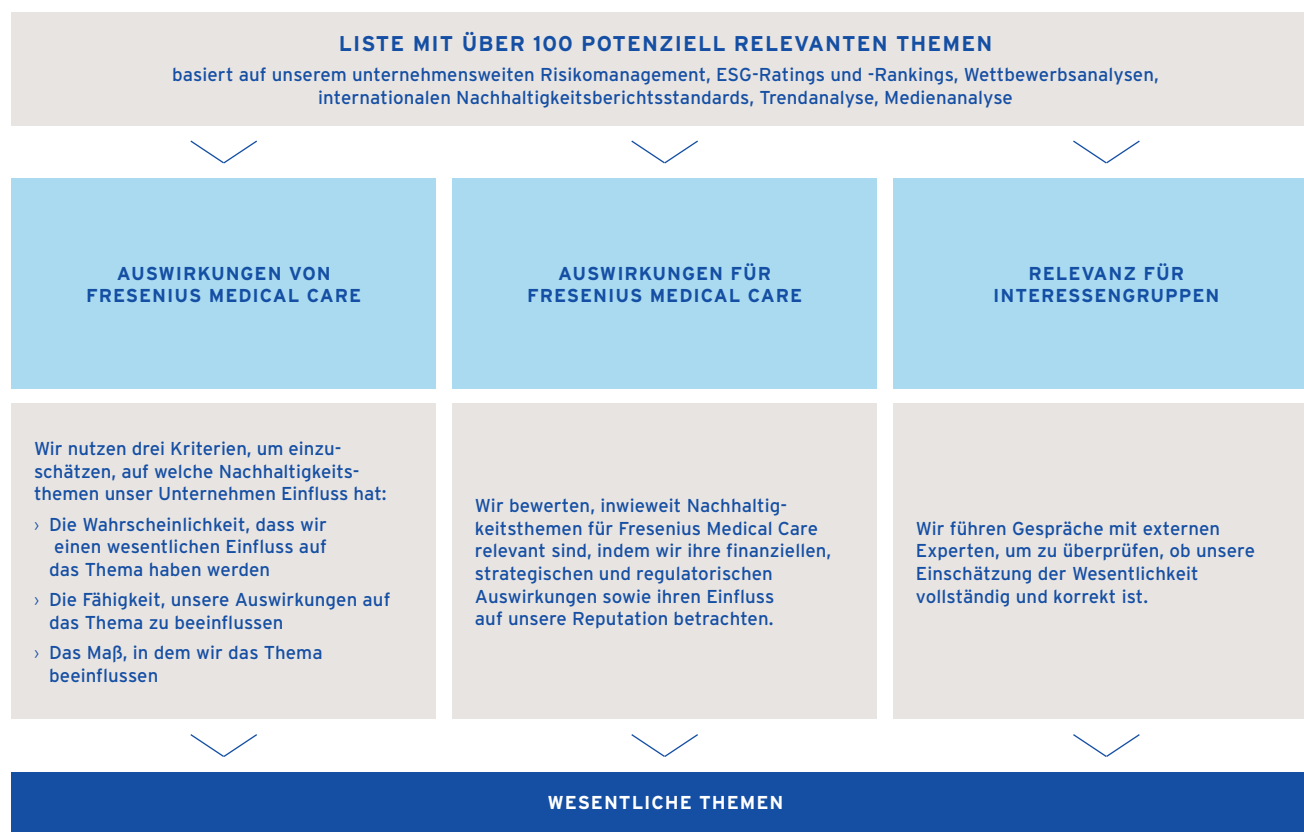 LISTE MIT ÜBER 100 POTENZIELL RELEVANTEN THEMEN
basiert auf unserem unternehmensweiten Risikomanagement, ESG-Ratings und -Rankings, Wettbewerbsanalysen,
internationalen Nachhaltigkeitsberichtsstandards, Trendanalyse, Medienanalyse
AUSWIRKUNGEN VON
FRESENIUS MEDICAL CARE
AUSWIRKUNGEN FÜR
FRESENIUS MEDICAL CARE
RELEVANZ FÜR
INTERESSENGRUPPEN
Wir nutzen drei Kriterien, um einzu-
schätzen, auf welche Nachhaltigkeits-
themen unser Unternehmen Einfluss hat:
› Die Wahrscheinlichkeit, dass wir
einen wesentlichen Einfluss auf
das Thema haben werden
› Die Fähigkeit, unsere Auswirkungen auf
das Thema zu beeinflussen
› Das Maß, in dem wir das Thema
beeinflussen
Wir bewerten, inwieweit Nachhaltig-
keitsthemen für Fresenius Medical Care
relevant sind, indem wir ihre finanziellen,
strategischen und regulatorischen
Auswirkungen sowie ihren Einfluss
auf unsere Reputation betrachten.
Wir führen Gespräche mit externen
Experten, um zu überprüfen, ob unsere
Einschätzung der Wesentlichkeit
vollständig und korrekt ist.
WESENTLICHE THEMEN